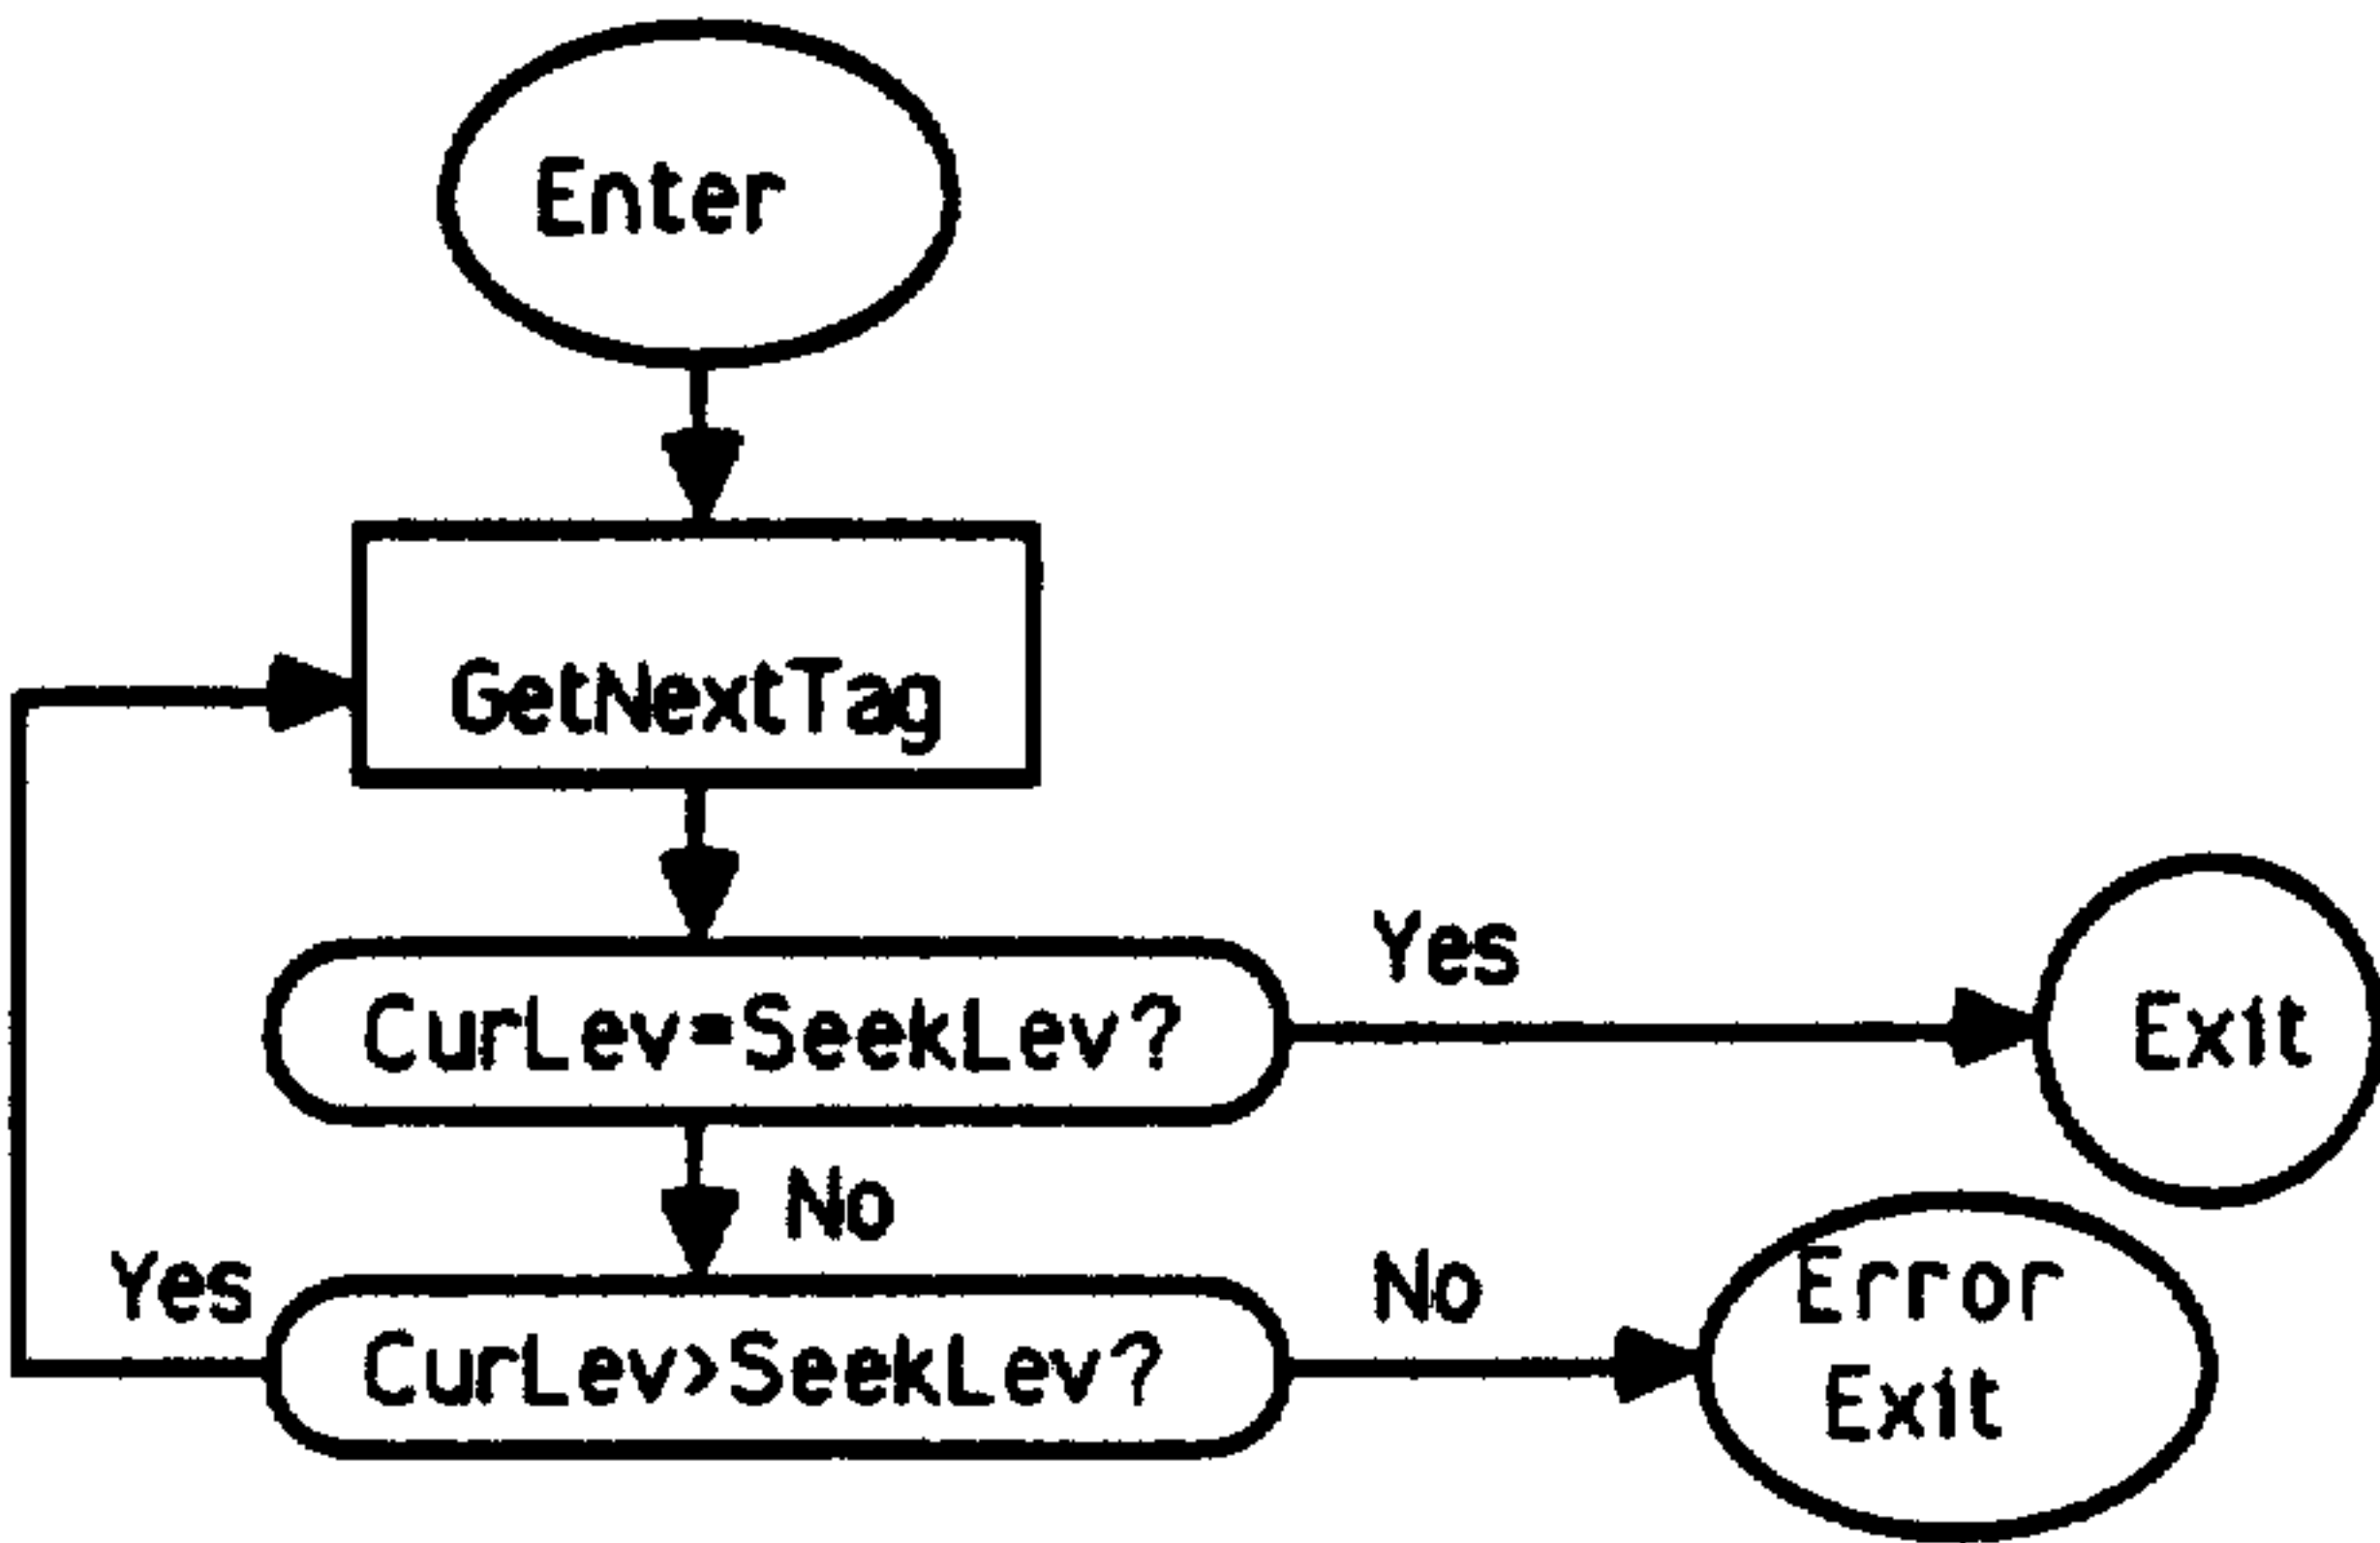 Enter
GetNextTag
CurLev=SeekLev?
Yes
Exit
No
Yes
CurLev>SeekLev?
No
Error
Exit